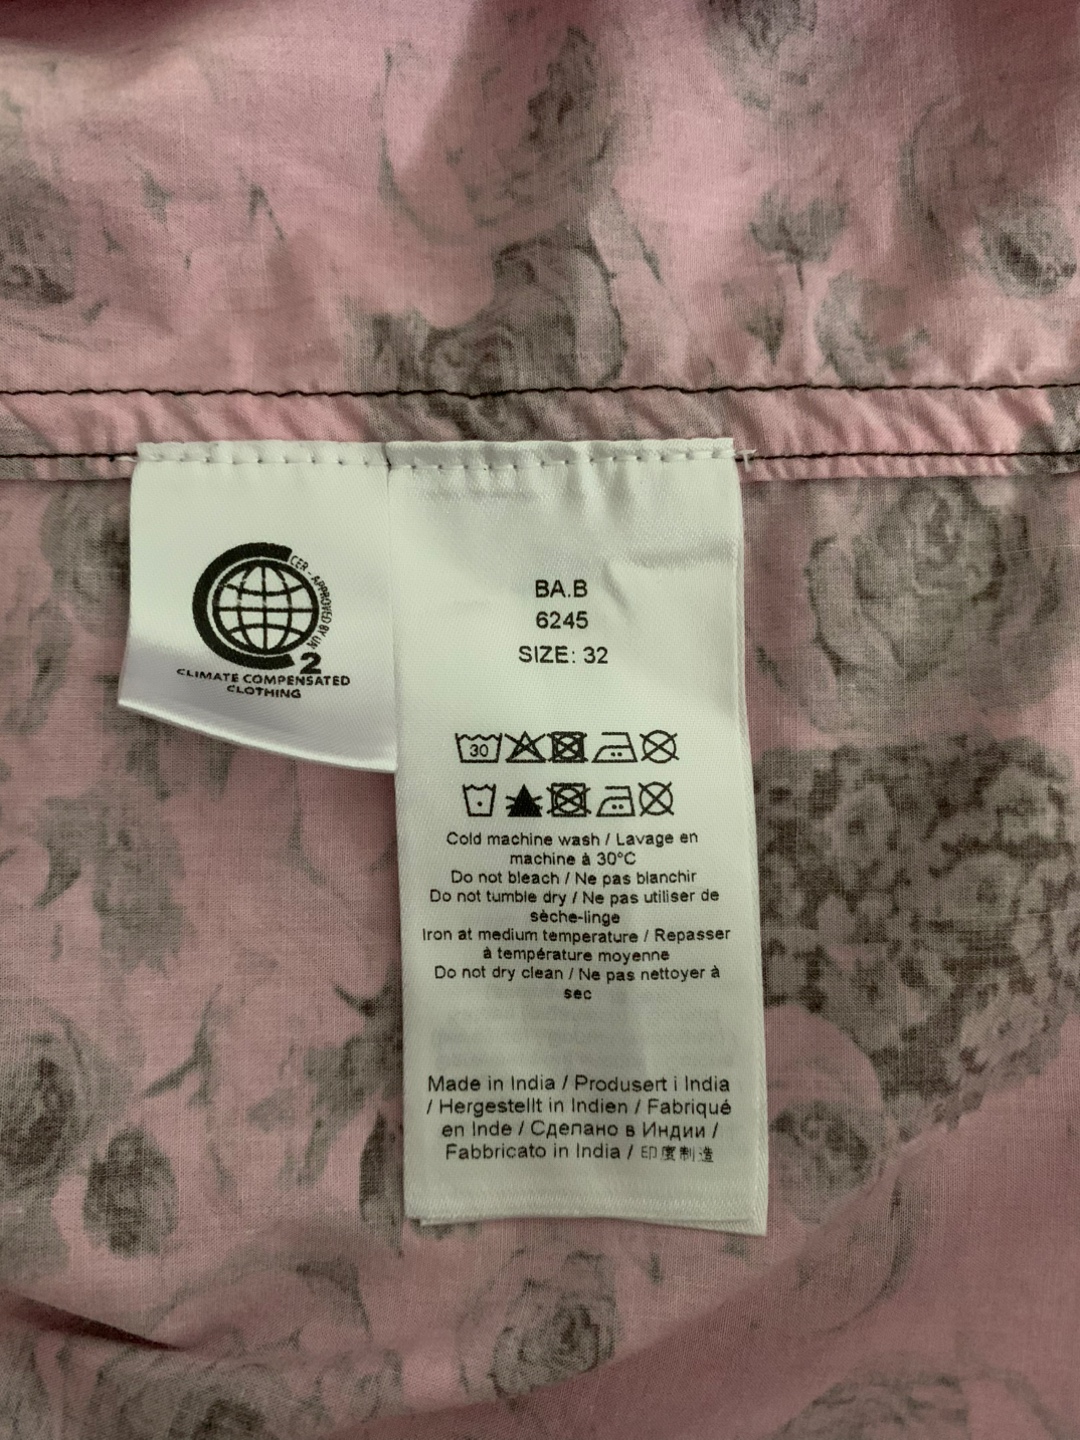 CER - APPROVED BY UN
2
CLIMATE COMPENSATED
CLOTHING
BA.B
6245
SIZE: 32
30
Cold machine wash / Lavage en
machine à 30°C
Do not bleach / Ne pas blanchir
Do not tumble dry / Ne pas utiliser de
sèche-linge
Iron at medium temperature / Repasser
à température moyenne
Do not dry clean / Ne pas nettoyer à
sec
Made in India / Produsert i India
/ Hergestellt in Indien / Fabriqué
en Inde / Сделано в Индии /
Fabbricato in India / 印度制造